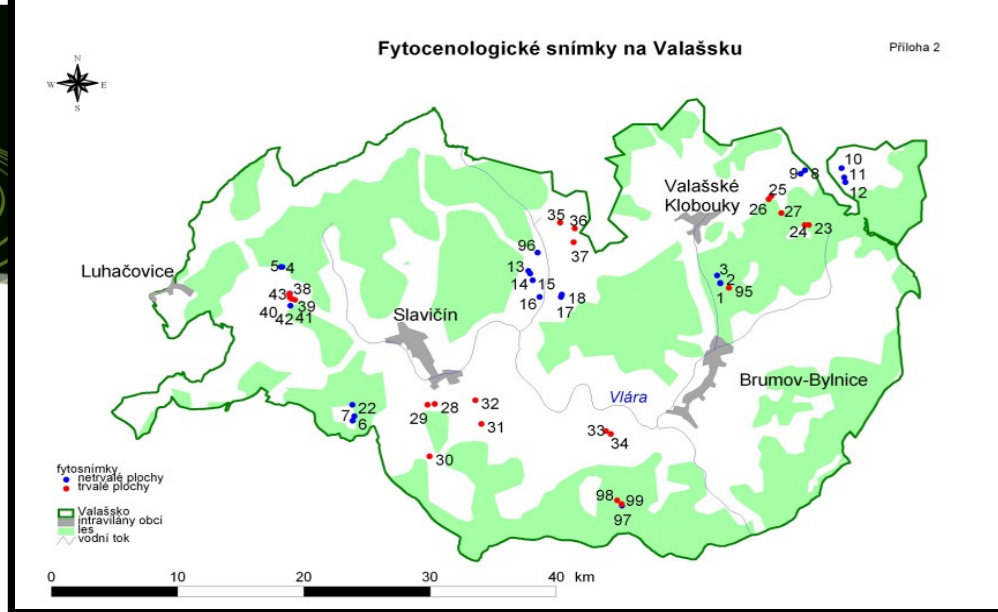 Fytocenologické snímky na Valašsku
Příloha 2
N
W E
S
10
9 8
11
12
25
Valašské
Klobouky
26 27
24 23
35 36
37
96
5 4
Luhačovice
13
3
2
14 15
38
43
1 95
16 18
17
39
40
42 41
Slavičín
Brumov-Bylnice
Vlára
22
7
6
29 28
32
31
33
34
30
98 99
97
fytosnímky
netrvalé plochy
trvalé plochy
Valašsko
intravilány obcí
les
vodní tok
0 10 20 30 40 km